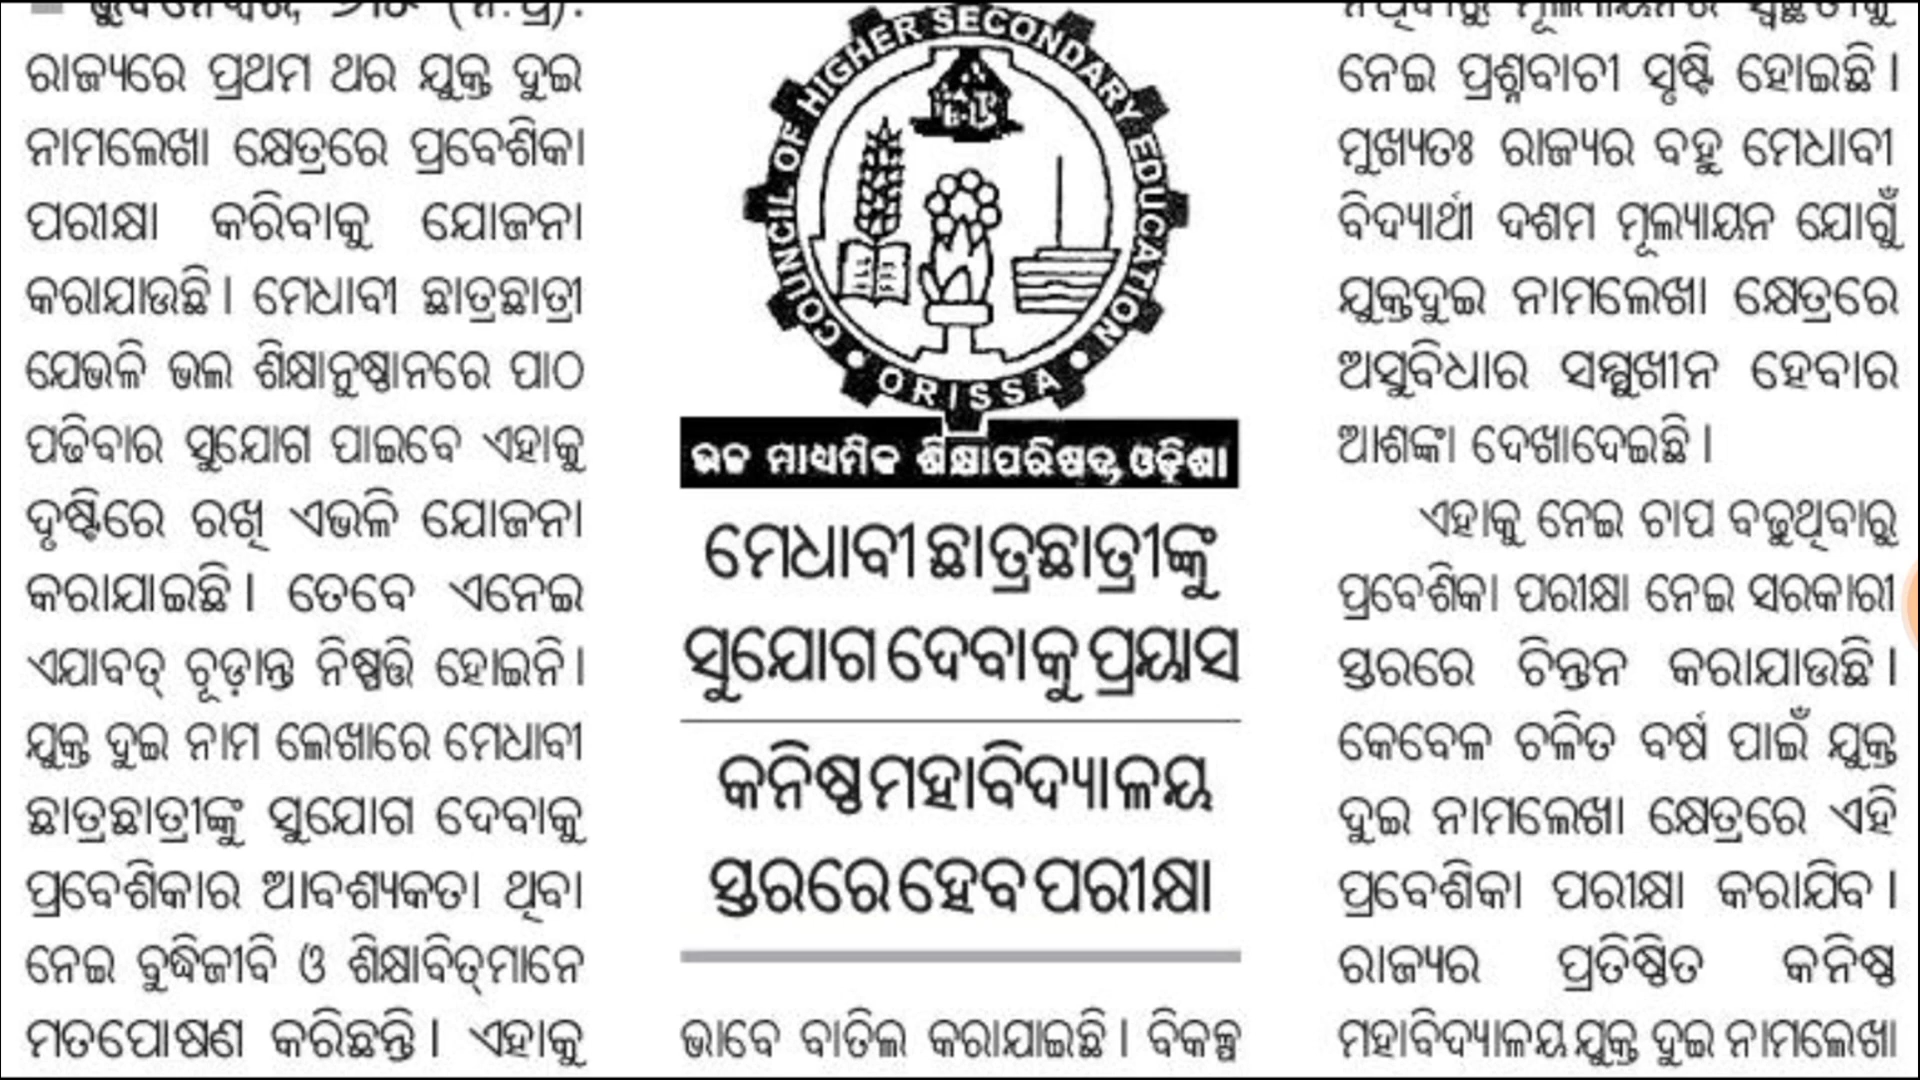 ରାଜ୍ୟରେ ପ୍ରଥମ ଥର ଯୁକ୍ତ ଦୁଇ
ନାମଲେଖା କ୍ଷେତ୍ରରେ ପ୍ରବେଶିକା
ପରୀକ୍ଷା କରିବାକୁ ଯୋଜନା
କରାଯାଉଛି। ମେଧାବୀ ଛାତ୍ରଛାତ୍ରୀ
ଯେଭଳି ଭଲ ଶିକ୍ଷାନୁଷ୍ଠାନରେ ପାଠ
ପଢିବାର ସୁଯୋଗ ପାଇବେ ଏହାକୁ
ଦୃଷ୍ଟିରେ ରଖି ଏଭଳି ଯୋଜନା
କରାଯାଇଛି। ତେବେ ଏନେଇ
ଏଯାବତ୍ ଚୂଡ଼ାନ୍ତ ନିଷ୍ପତ୍ତି ହୋଇନି।
ଯୁକ୍ତ ଦୁଇ ନାମ ଲେଖାରେ ମେଧାବୀ
ଛାତ୍ରଛାତ୍ରୀଙ୍କୁ ସୁଯୋଗ ଦେବାକୁ
ପ୍ରବେଶିକାର ଆବଶ୍ୟକତା ଥିବା
ନେଇ ବୁଦ୍ଧିଜୀବି ଓ ଶିକ୍ଷାବିତ୍‌ମାନେ
ମତପୋଷଣ କରିଛନ୍ତି। ଏହାକୁ
COUNCIL OF HIGHER SECONDARY EDUCATION
• ORISSA •
ମାଧ୍ୟମିକ ଶିକ୍ଷାପରିଷଦ, ଓଡ଼ିଶା
ମେଧାବୀ ଛାତ୍ରଛାତ୍ରୀଙ୍କୁ
ସୁଯୋଗ ଦେବାକୁ ପ୍ରୟାସ
କନିଷ୍ଠ ମହାବିଦ୍ୟାଳୟ
ସ୍ତରରେ ହେବ ପରୀକ୍ଷା
ଭାବେ ବାତିଲ କରାଯାଇଛି। ବିକଳ୍ପ
ନେଇ ପ୍ରଶ୍ନବାଚୀ ସୃଷ୍ଟି ହୋଇଛି।
ମୁଖ୍ୟତଃ ରାଜ୍ୟର ବହୁ ମେଧାବୀ
ବିଦ୍ୟାର୍ଥୀ ଦଶମ ମୂଲ୍ୟାୟନ ଯୋଗୁଁ
ଯୁକ୍ତଦୁଇ ନାମଲେଖା କ୍ଷେତ୍ରରେ
ଅସୁବିଧାର ସମ୍ମୁଖୀନ ହେବାର
ଆଶଙ୍କା ଦେଖାଦେଇଛି।
ଏହାକୁ ନେଇ ଚାପ ବଢୁଥିବାରୁ
ପ୍ରବେଶିକା ପରୀକ୍ଷା ନେଇ ସରକାରୀ
ସ୍ତରରେ ଚିନ୍ତନ କରାଯାଉଛି।
କେବେଳ ଚଳିତ ବର୍ଷ ପାଇଁ ଯୁକ୍ତ
ଦୁଇ ନାମଲେଖା କ୍ଷେତ୍ରରେ ଏହି
ପ୍ରବେଶିକା ପରୀକ୍ଷା କରାଯିବ।
ରାଜ୍ୟର ପ୍ରତିଷ୍ଠିତ କନିଷ୍ଠ
ମହାବିଦ୍ୟାଳୟ ଯୁକ୍ତ ଦୁଇ ନାମଲେଖା